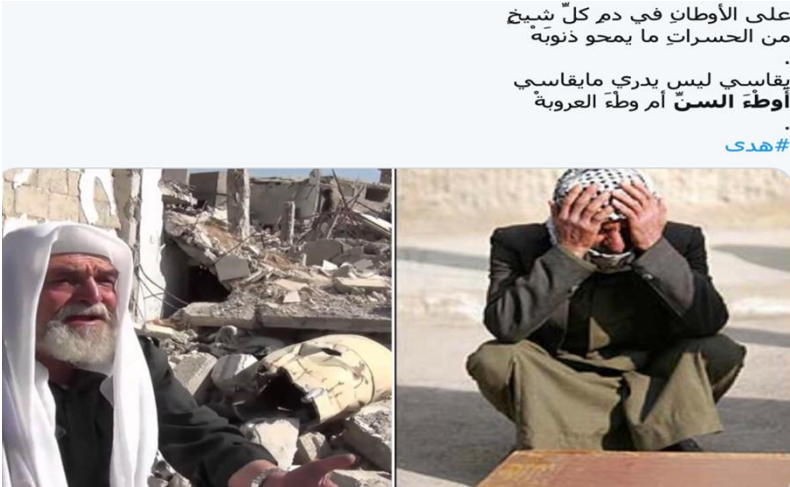 على الأوطانِ في دمِ كلِّ شيخٍ
من الحسراتِ ما يمحو ذنوبَهْ
.
يقاسي ليس يدري مايقاسي
أَوطْءَ السنِّ أم وطْءَ العروبةْ
.
#هدى